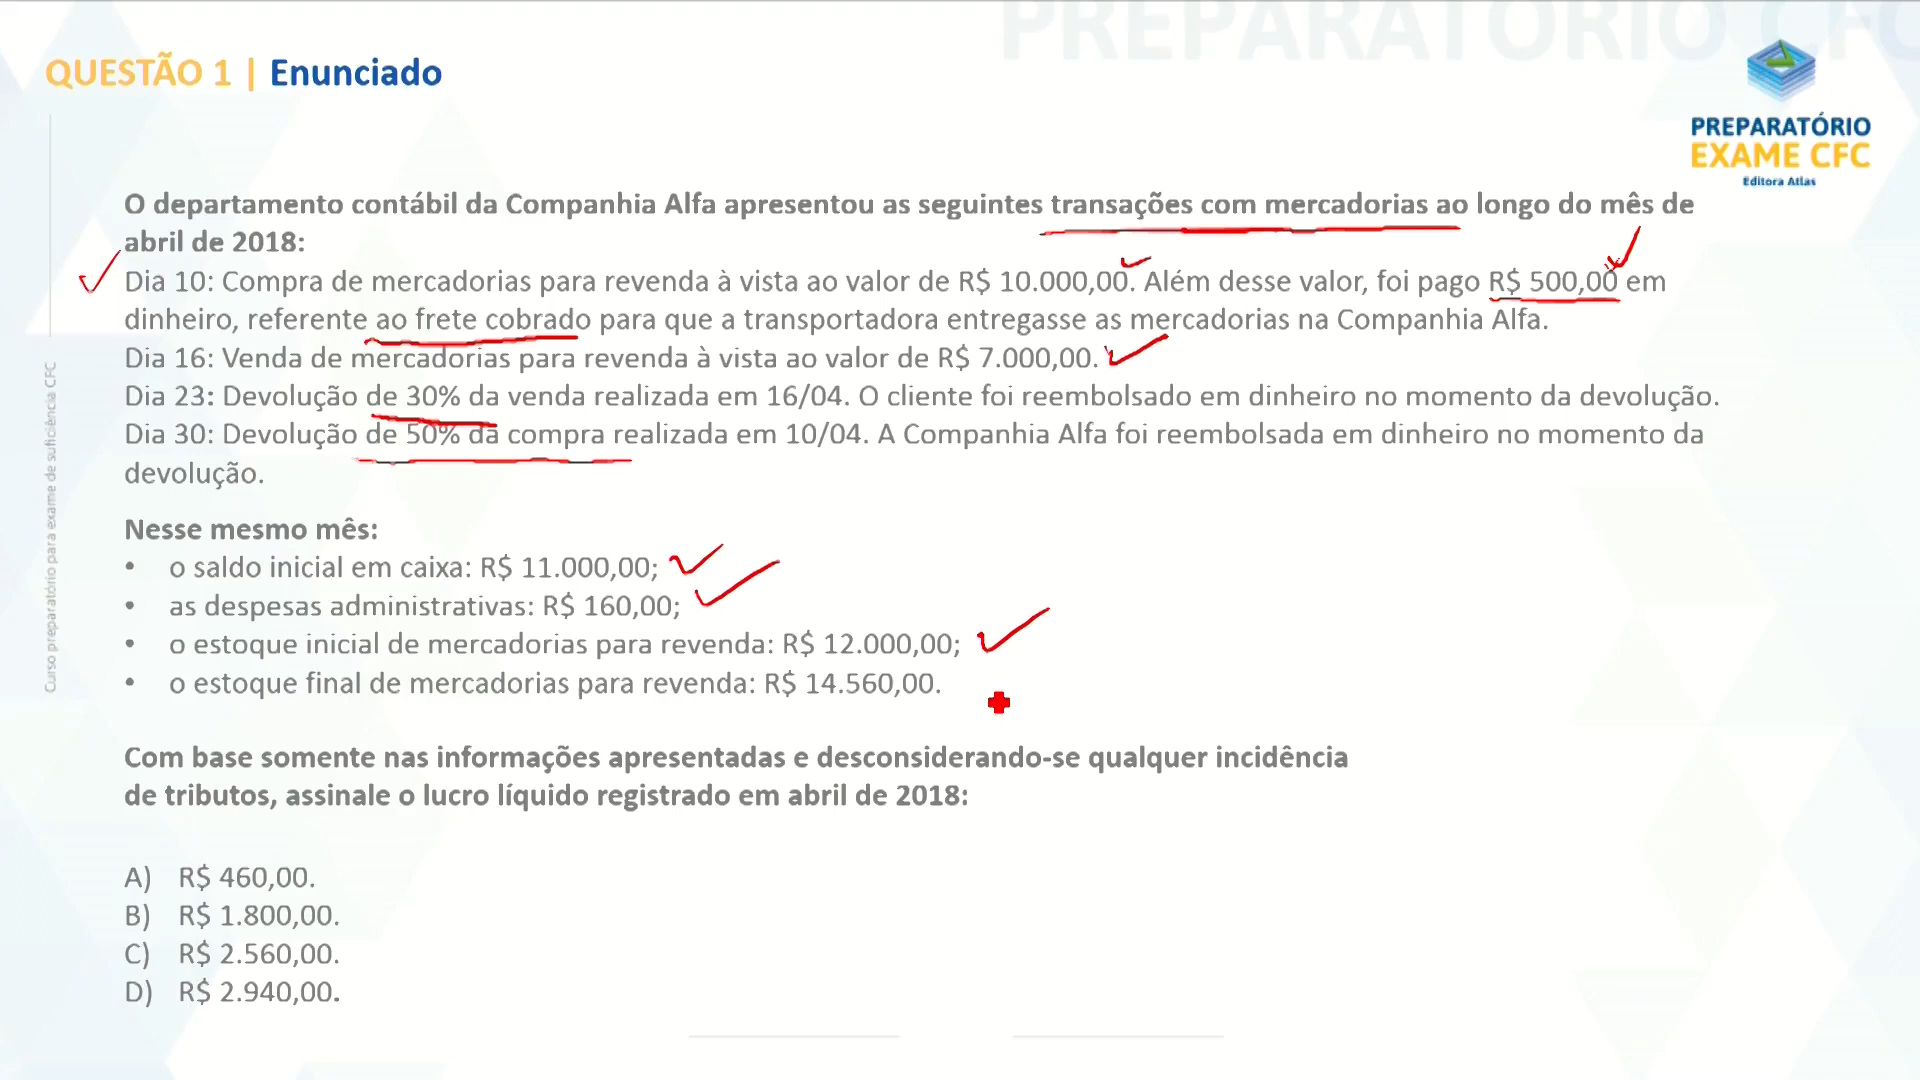 PREPARATÓRIO CFC
QUESTÃO 1 | Enunciado
PREPARATÓRIO
EXAME CFC
Editora Atlas
O departamento contábil da Companhia Alfa apresentou as seguintes transações com mercadorias ao longo do mês de
abril de 2018:
Dia 10: Compra de mercadorias para revenda à vista ao valor de R$ 10.000,00. Além desse valor, foi pago R$ 500,00 em
dinheiro, referente ao frete cobrado para que a transportadora entregasse as mercadorias na Companhia Alfa.
Dia 16: Venda de mercadorias para revenda à vista ao valor de R$ 7.000,00.
Dia 23: Devolução de 30% da venda realizada em 16/04. O cliente foi reembolsado em dinheiro no momento da devolução.
Dia 30: Devolução de 50% da compra realizada em 10/04. A Companhia Alfa foi reembolsada em dinheiro no momento da
devolução.
Nesse mesmo mês:
• o saldo inicial em caixa: R$ 11.000,00;
• as despesas administrativas: R$ 160,00;
• o estoque inicial de mercadorias para revenda: R$ 12.000,00;
• o estoque final de mercadorias para revenda: R$ 14.560,00.
Com base somente nas informações apresentadas e desconsiderando-se qualquer incidência
de tributos, assinale o lucro líquido registrado em abril de 2018:
A) R$ 460,00.
B) R$ 1.800,00.
C) R$ 2.560,00.
D) R$ 2.940,00.
Curso preparatório para exame de suficiência CFC